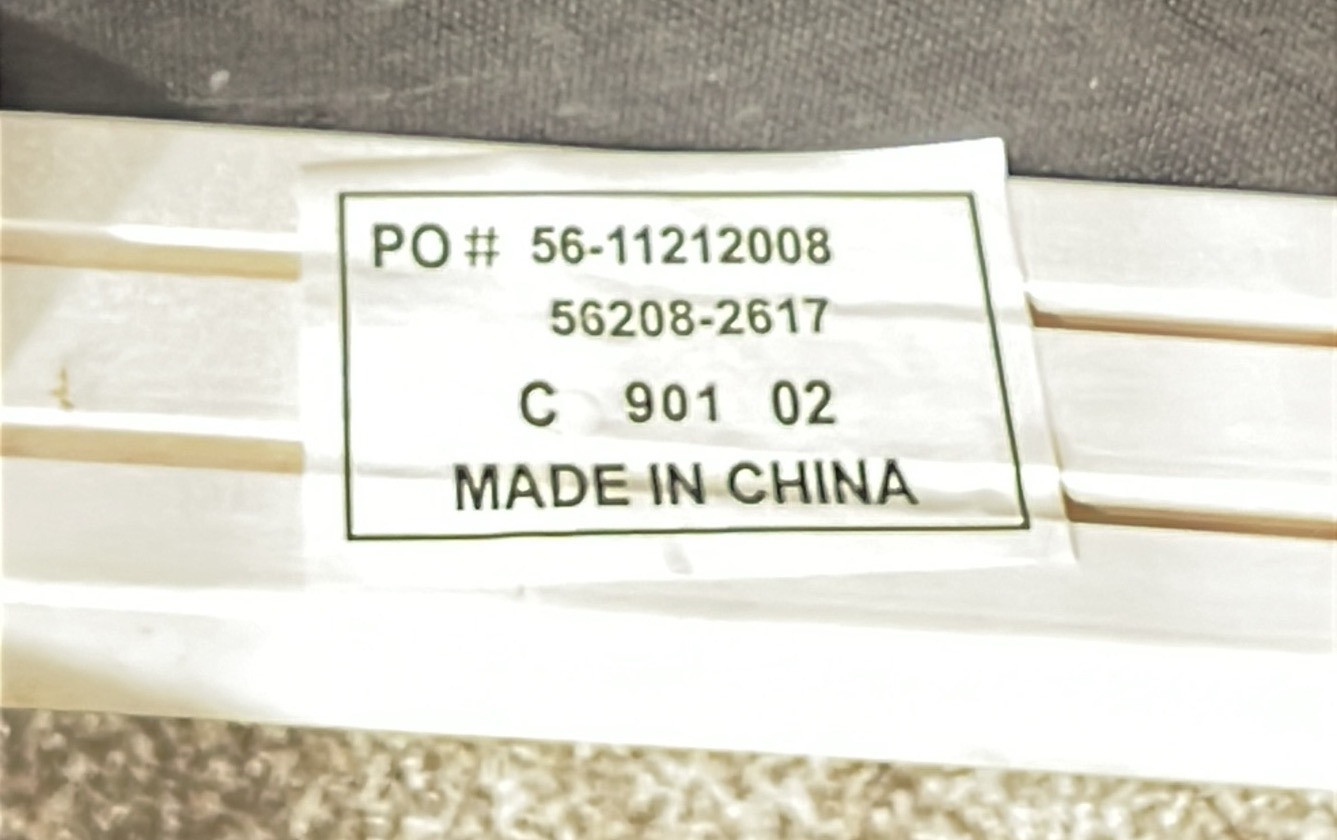 PO # 56-11212008
56208-2617
C 901 02
MADE IN CHINA